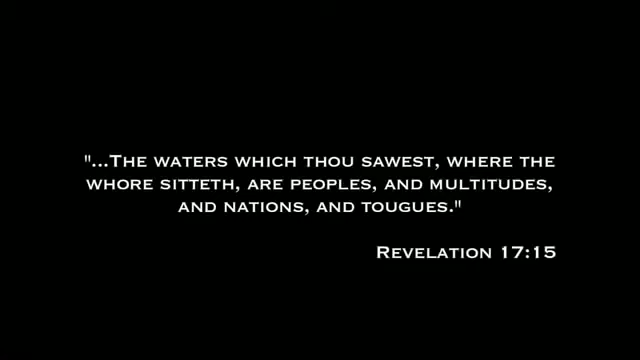 "...The waters which thou sawest, where the
whore sitteth, are peoples, and multitudes,
and nations, and tougues."
Revelation 17:15